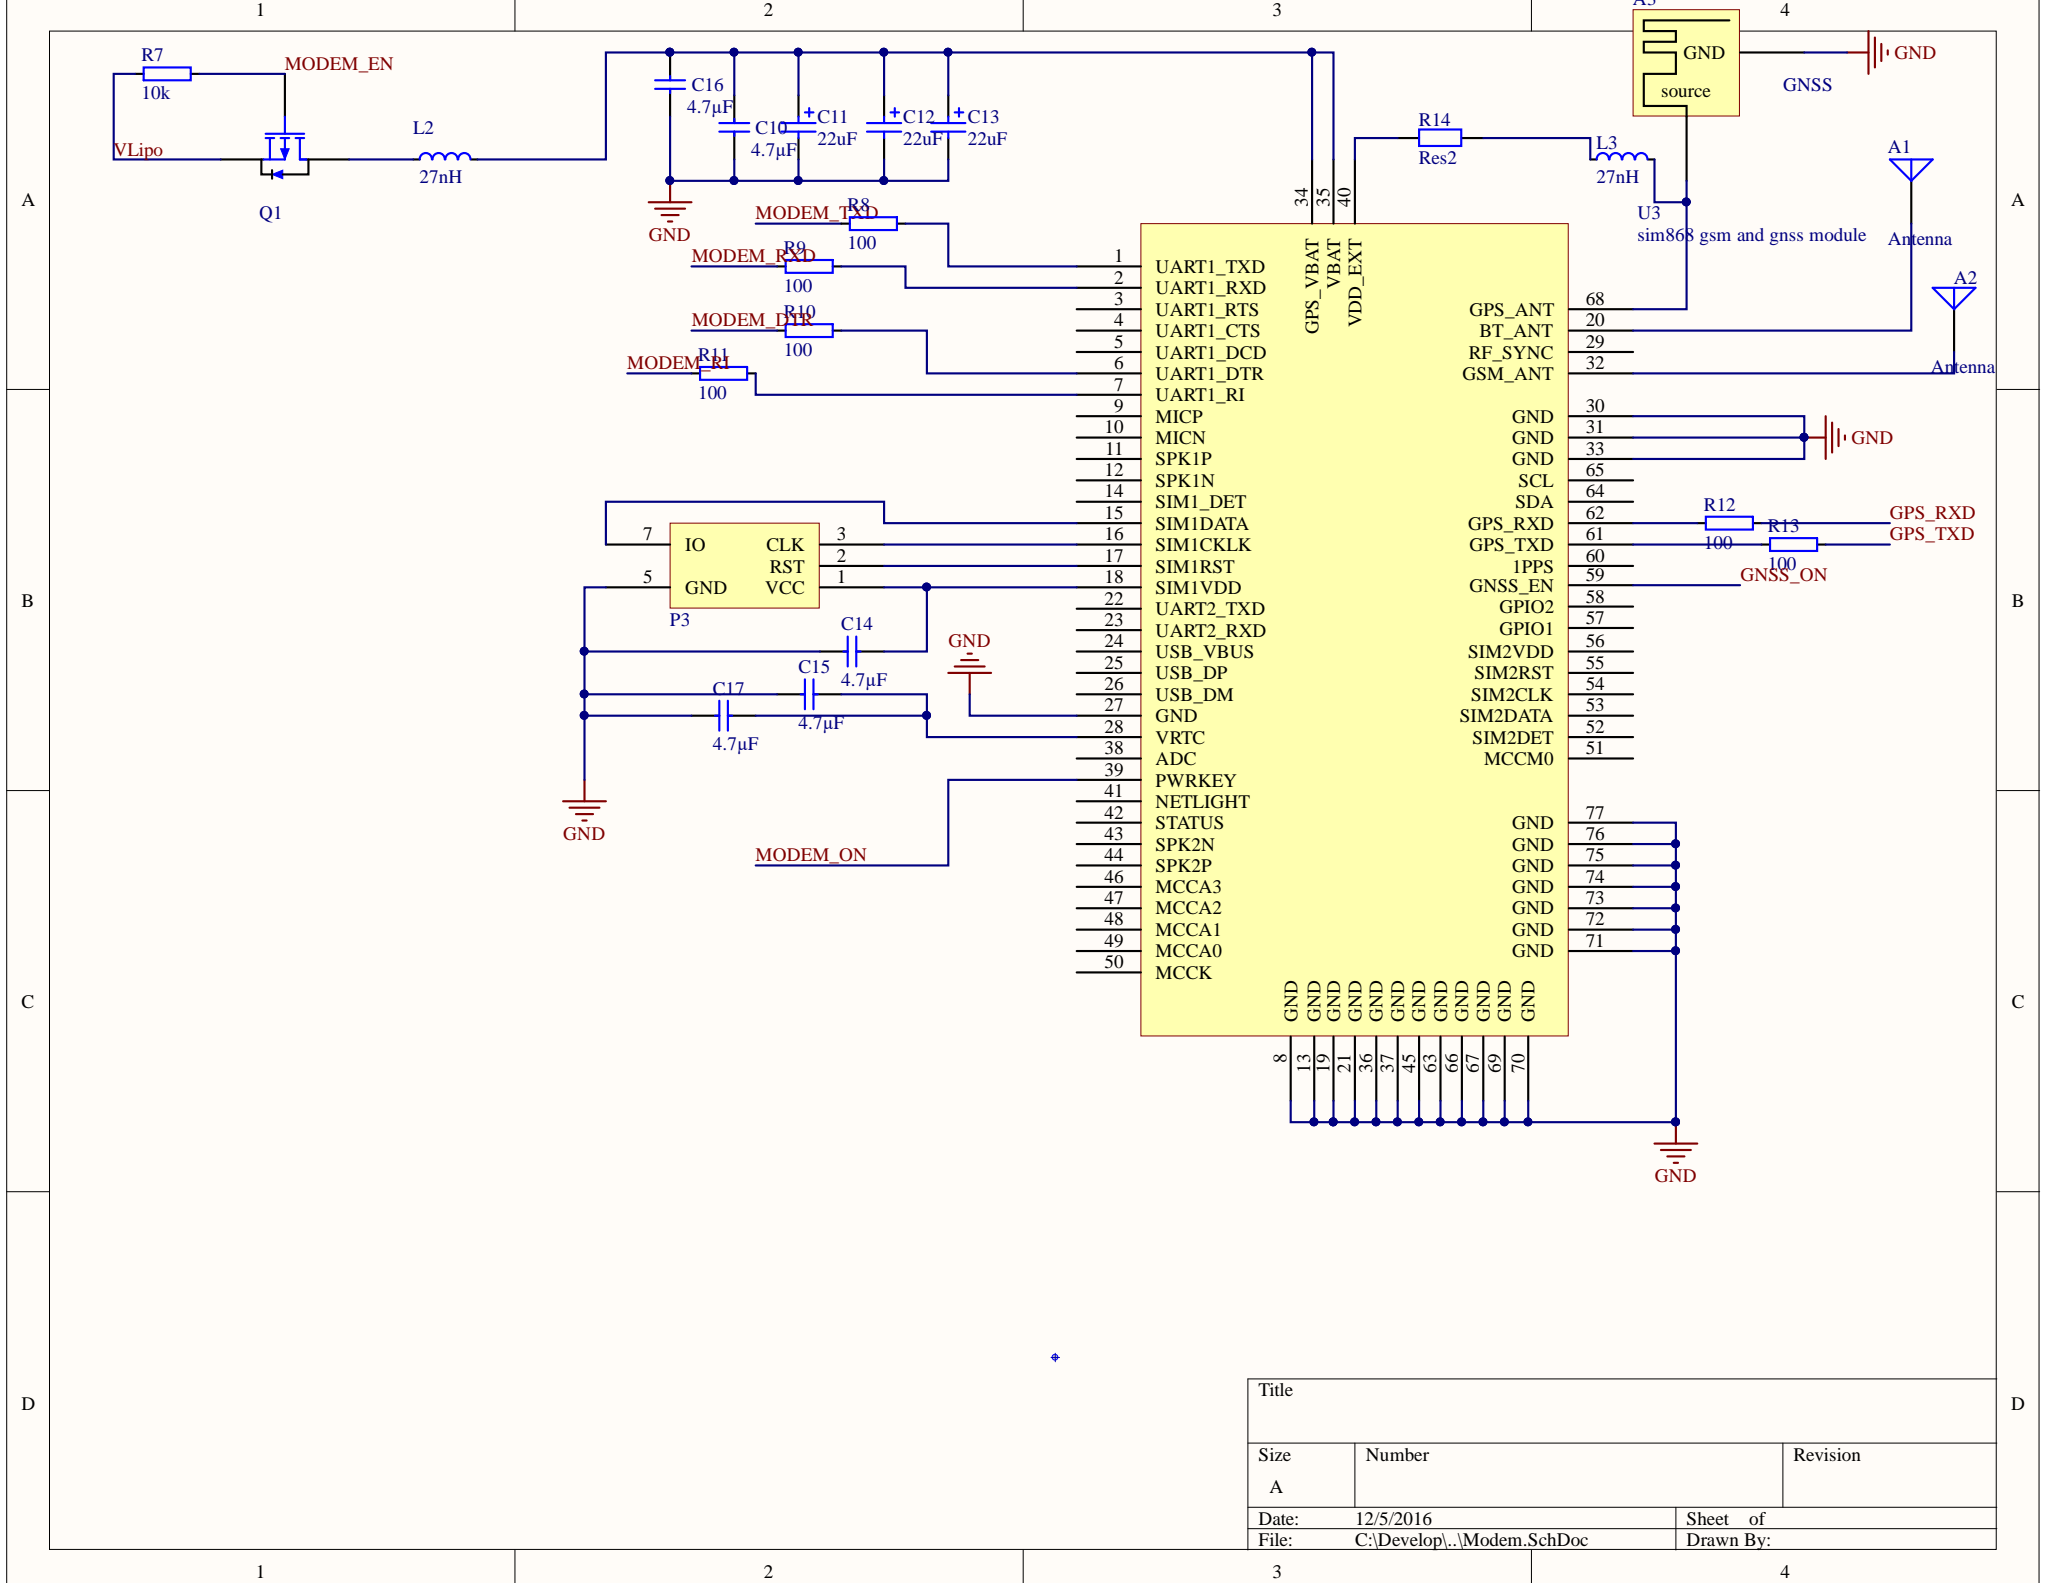 1 2 3 4
A3
R7
MODEM_EN
10k
VLipo
Q1
L2
27nH
C16
4.7µF
C10
4.7µF
C11
22uF
C12
22uF
C13
22uF
GND
GND
source
GND
GNSS
R14
Res2
L3
27nH
A1
Antenna
A2
Antenna
U3
sim868 gsm and gnss module
A A
MODEM_TXD
R8
100
MODEM_RXD
R9
100
MODEM_DTR
R10
100
MODEM_RI
R11
100
34 GPS_VBAT
35 VBAT
40 VDD_EXT
1 UART1_TXD
2 UART1_RXD
3 UART1_RTS
4 UART1_CTS
5 UART1_DCD
6 UART1_DTR
7 UART1_RI
9 MICP
10 MICN
11 SPK1P
12 SPK1N
14 SIM1_DET
15 SIM1DATA
16 SIM1CKLK
17 SIM1RST
18 SIM1VDD
22 UART2_TXD
23 UART2_RXD
24 USB_VBUS
25 USB_DP
26 USB_DM
27 GND
28 VRTC
38 ADC
39 PWRKEY
41 NETLIGHT
42 STATUS
43 SPK2N
44 SPK2P
46 MCCA3
47 MCCA2
48 MCCA1
49 MCCA0
50 MCCK
GPS_ANT 68
BT_ANT 20
RF_SYNC 29
GSM_ANT 32
GND 30
GND 31
GND 33
SCL 65
SDA 64
GPS_RXD 62
GPS_TXD 61
1PPS 60
GNSS_EN 59
GPIO2 58
GPIO1 57
SIM2VDD 56
SIM2RST 55
SIM2CLK 54
SIM2DATA 53
SIM2DET 52
MCCM0 51
GND 77
GND 76
GND 75
GND 74
GND 73
GND 72
GND 71
GND
R12
100
GPS_RXD
R13
100
GPS_TXD
GNSS_ON
B B
7 IO CLK 3
RST 2
5 GND VCC 1
P3
C14
4.7µF
C15
4.7µF
C17
4.7µF
GND
GND
MODEM_ON
C C
GND GND GND GND GND GND GND GND GND GND GND GND
8 13 19 21 36 37 45 63 66 67 69 70
GND
D D
Title
Size Number Revision
A
Date: 12/5/2016 Sheet of
File: C:\Develop\..\Modem.SchDoc Drawn By:
1 2 3 4